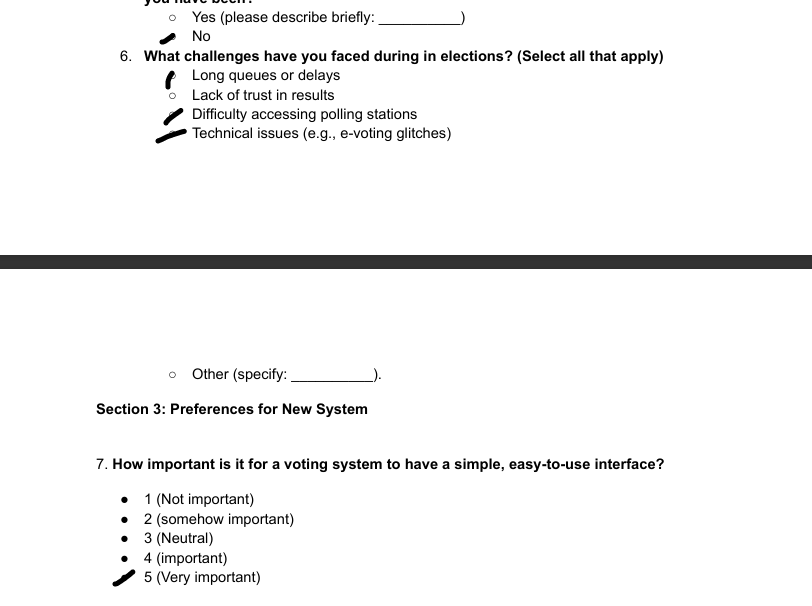 you have been?
○ Yes (please describe briefly: __________)
No
6. What challenges have you faced during in elections? (Select all that apply)
Long queues or delays
○ Lack of trust in results
Difficulty accessing polling stations
Technical issues (e.g., e-voting glitches)
○ Other (specify: __________).
Section 3: Preferences for New System
7. How important is it for a voting system to have a simple, easy-to-use interface?
● 1 (Not important)
● 2 (somehow important)
● 3 (Neutral)
● 4 (important)
5 (Very important)